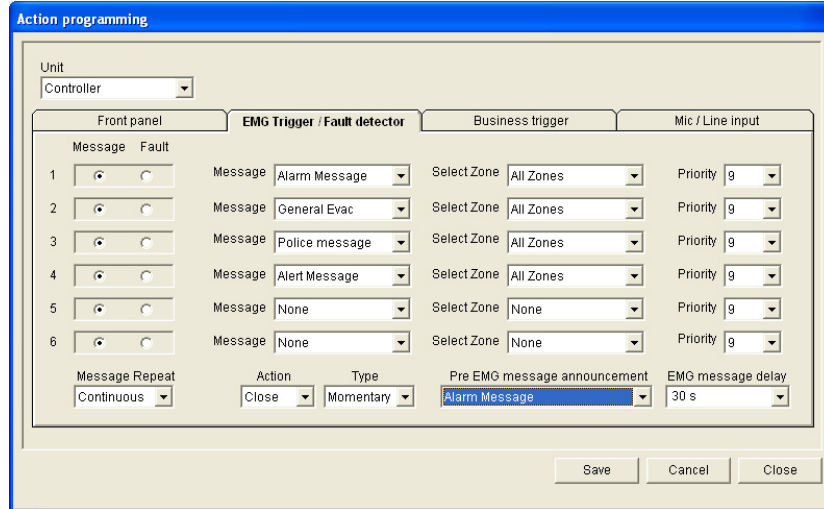 Action programming
Unit
Controller
Front panel EMG Trigger / Fault detector Business trigger Mic / Line input
Message Fault
1 Message Alarm Message Select Zone All Zones Priority 9
2 Message General Evac Select Zone All Zones Priority 9
3 Message Police message Select Zone All Zones Priority 9
4 Message Alert Message Select Zone All Zones Priority 9
5 Message None Select Zone None Priority 9
6 Message None Select Zone None Priority 9
Message Repeat Action Type Pre EMG message announcement EMG message delay
Continuous Close Momentary Alarm Message 30 s
Save Cancel Close